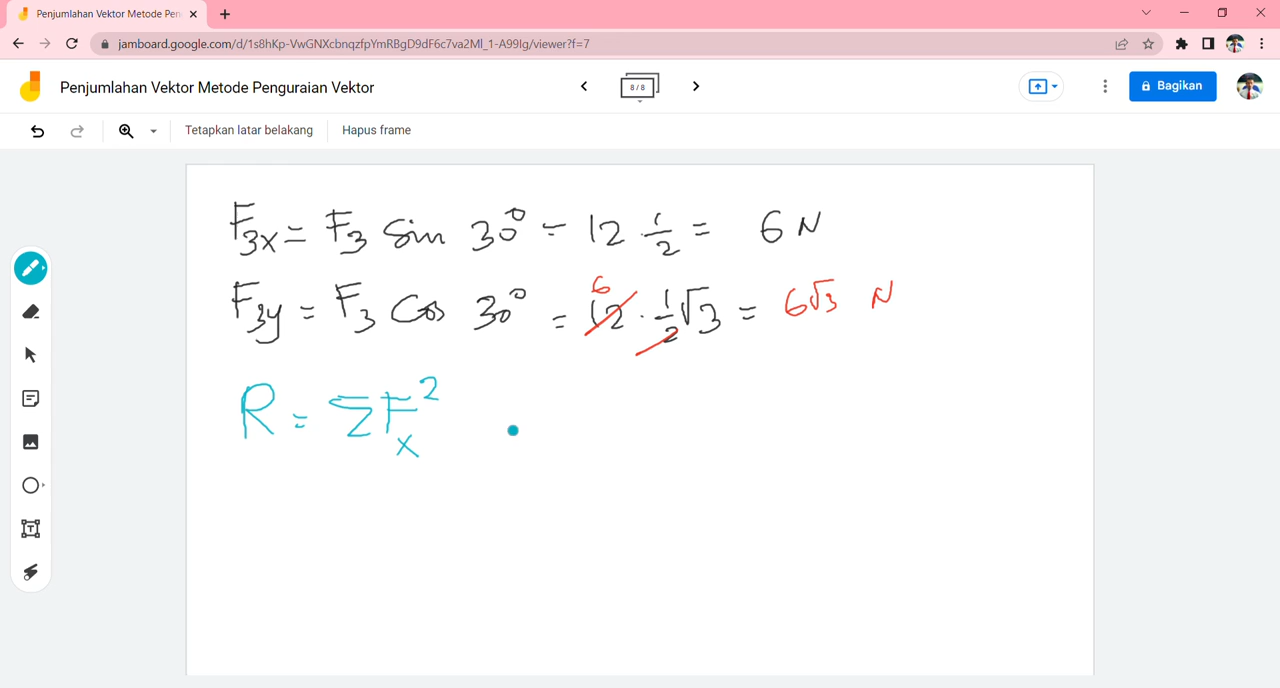 Penjumlahan Vektor Metode Pen
jamboard.google.com/d/1s8hKp-VwGNXcbnqzfpYmRBgD9dF6c7va2Ml_1-A99Ig/viewer?f=7
Penjumlahan Vektor Metode Penguraian Vektor
8 / 8
Bagikan
Tetapkan latar belakang Hapus frame
F3x = F3 Sin 30° = 12 . 1/2 = 6 N
6
F3y = F3 Cos 30° = 12 . 1/2 √3 = 6√3 N
R = ΣFx²